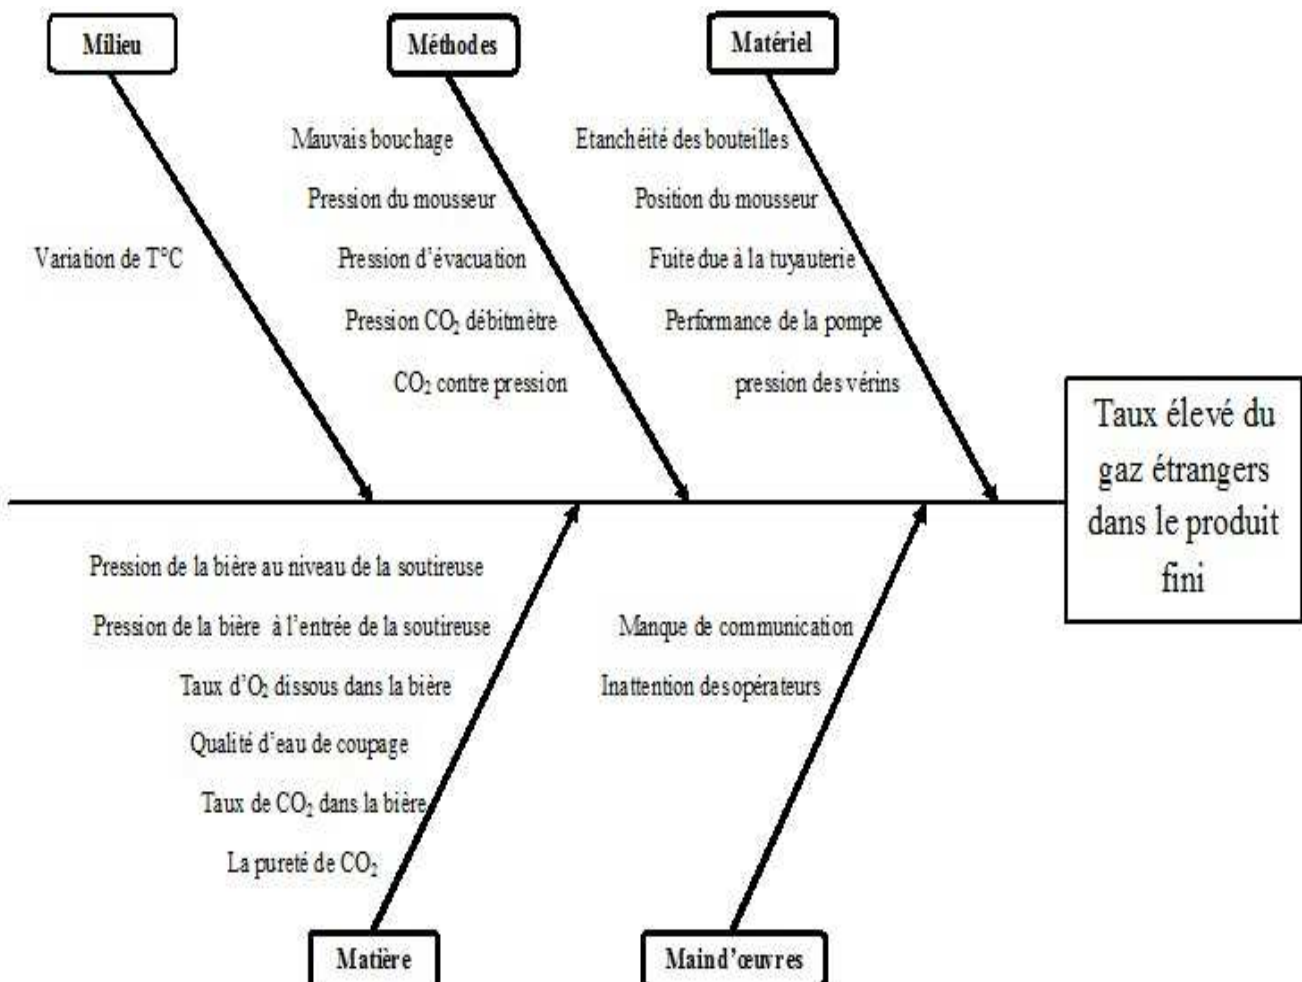 Milieu
Méthodes
Matériel
Mauvais bouchage
Etanchéité des bouteilles
Pression du mousseur
Position du mousseur
Variation de T°C
Pression d'évacuation
Fuite due à la tuyauterie
Pression CO₂ débitmètre
Performance de la pompe
CO₂ contre pression
pression des vérins
Taux élevé du
gaz étrangers
dans le produit
fini
Pression de la bière au niveau de la soutireuse
Pression de la bière à l'entrée de la soutireuse
Manque de communication
Taux d'O₂ dissous dans la bière
Inattention des opérateurs
Qualité d'eau de coupage
Taux de CO₂ dans la bière
La pureté de CO₂
Matière
Main d'œuvres